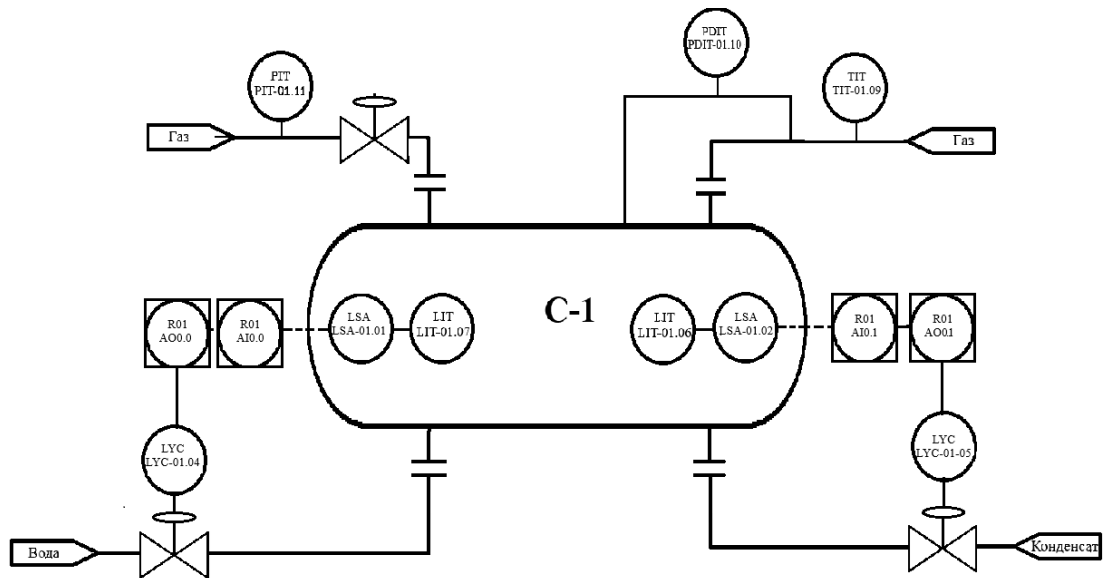 PDIT
PDIT-01.10
PIT
PIT-01.11
TIT
TIT-01.09
Газ
Газ
C-1
R01
AO0.0
R01
AI0.0
LSA
LSA-01.01
LIT
LIT-01.07
LIT
LIT-01.06
LSA
LSA-01.02
R01
AI0.1
R01
AO0.1
LYC
LYC-01.04
LYC
LYC-01-05
Вода
Конденсат